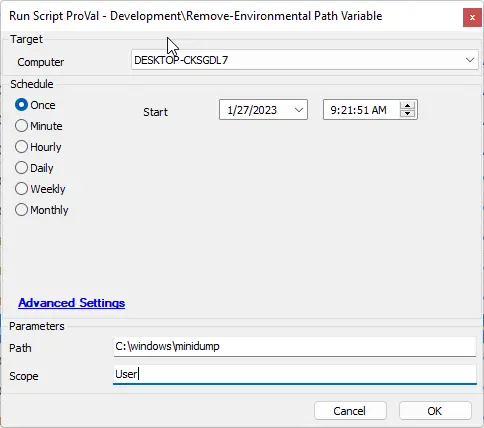 Run Script ProVal - Development\Remove-Environmental Path Variable
x
Target
Computer DESKTOP-CKSGDL7
Schedule
Once Start 1/27/2023 9:21:51 AM
Minute
Hourly
Daily
Weekly
Monthly
Advanced Settings
Parameters
Path C:\windows\minidump
Scope User
Cancel OK